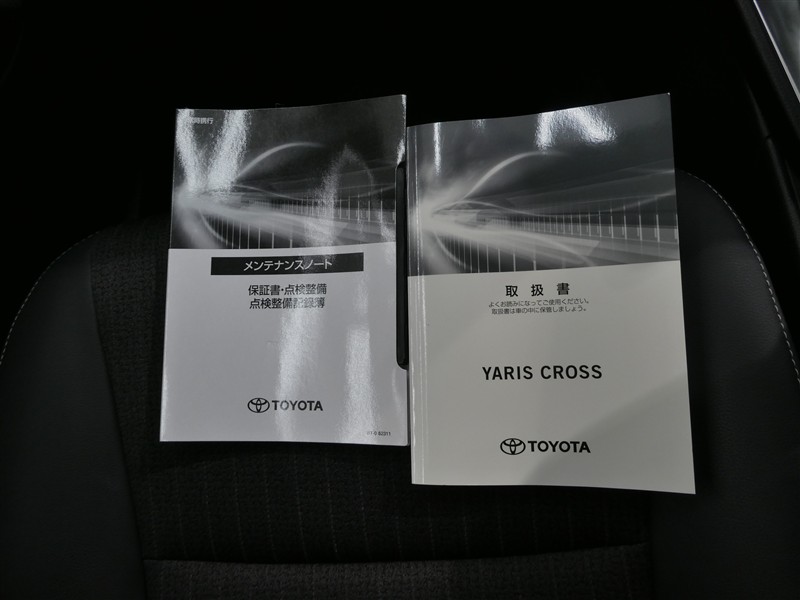 メンテナンスノート
保証書・点検整備
点検整備記録簿
TOYOTA
取扱書
よくお読みになってご使用ください。
取扱書は車の中に保管しましょう。
YARIS CROSS
TOYOTA